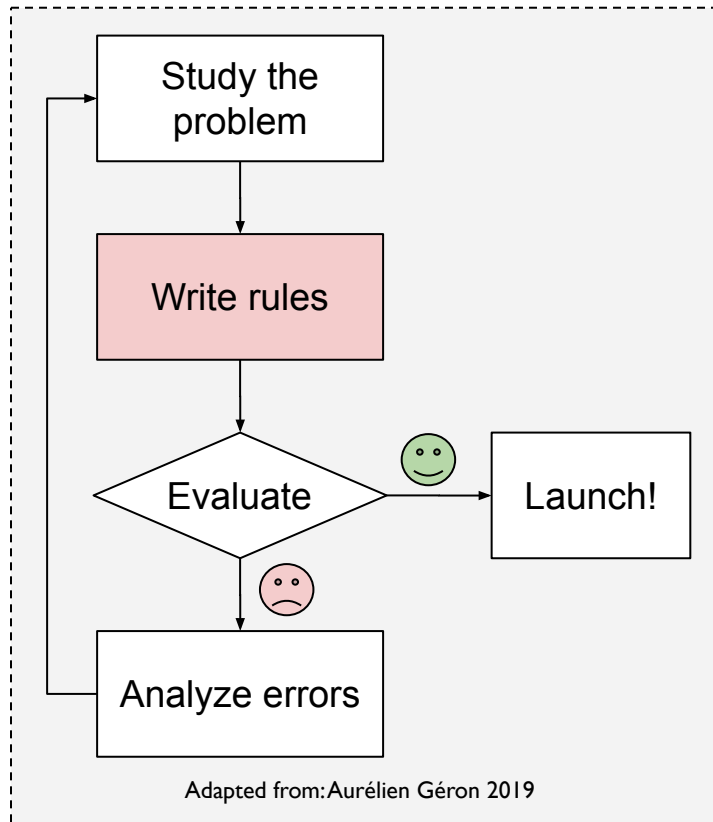 Study the
problem
Write rules
Evaluate
Launch!
Analyze errors
Adapted from: Aurélien Géron 2019